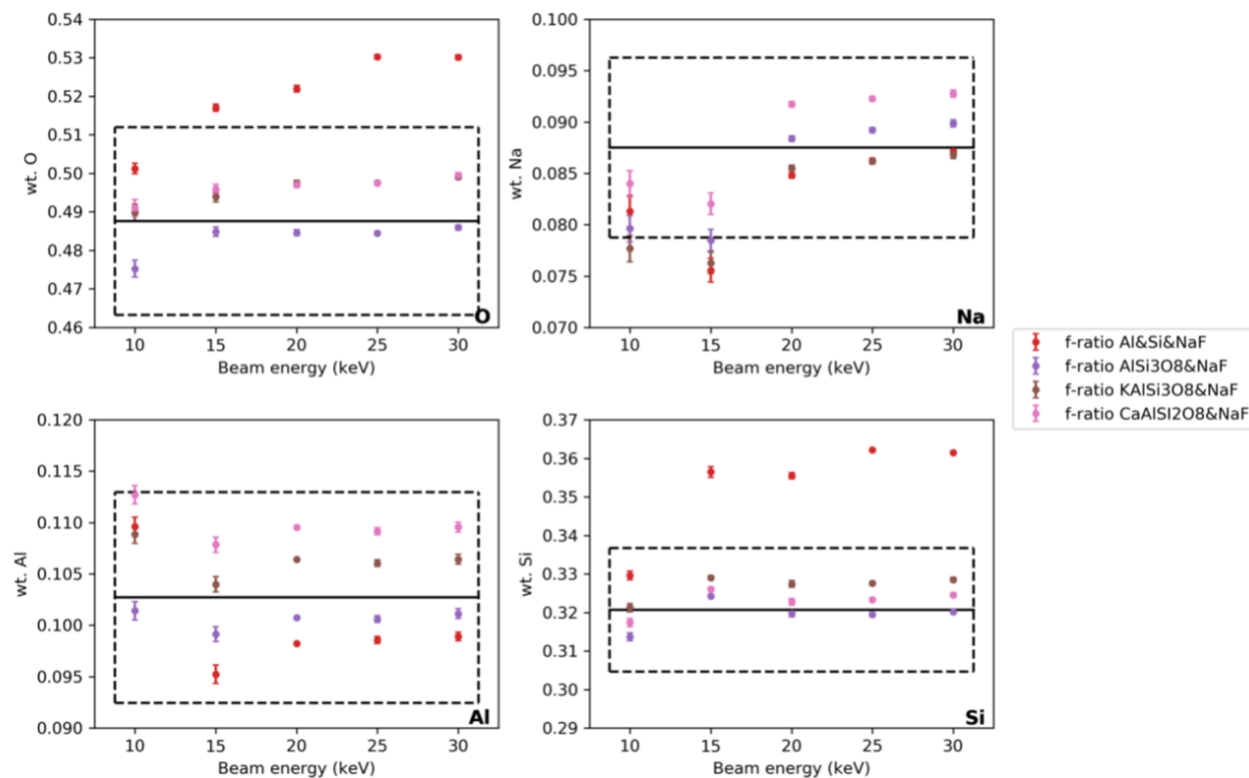 0.54
0.53
0.52
0.51
0.50
0.49
0.48
0.47
0.46
wt. O
10 15 20 25 30
Beam energy (keV)
O
0.100
0.095
0.090
0.085
0.080
0.075
0.070
wt. Na
10 15 20 25 30
Beam energy (keV)
Na
f-ratio Al&Si&NaF
f-ratio AlSi3O8&NaF
f-ratio KAlSi3O8&NaF
f-ratio CaAlSI2O8&NaF
0.120
0.115
0.110
0.105
0.100
0.095
0.090
wt. Al
10 15 20 25 30
Beam energy (keV)
Al
0.37
0.36
0.35
0.34
0.33
0.32
0.31
0.30
0.29
wt. Si
10 15 20 25 30
Beam energy (keV)
Si